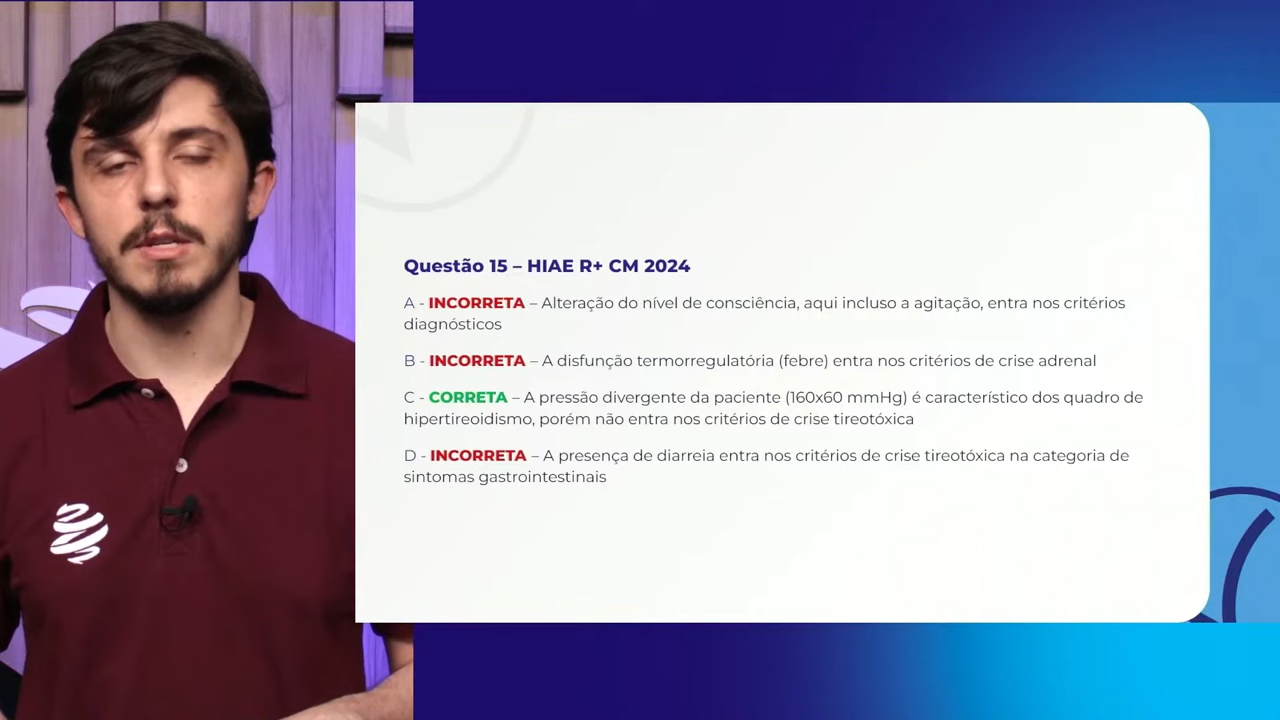 Questão 15 – HIAE R+ CM 2024
A - INCORRETA – Alteração do nível de consciência, aqui incluso a agitação, entra nos critérios
diagnósticos
B - INCORRETA – A disfunção termorregulatória (febre) entra nos critérios de crise adrenal
C - CORRETA – A pressão divergente da paciente (160x60 mmHg) é característico dos quadro de
hipertireoidismo, porém não entra nos critérios de crise tireotóxica
D - INCORRETA – A presença de diarreia entra nos critérios de crise tireotóxica na categoria de
sintomas gastrointestinais